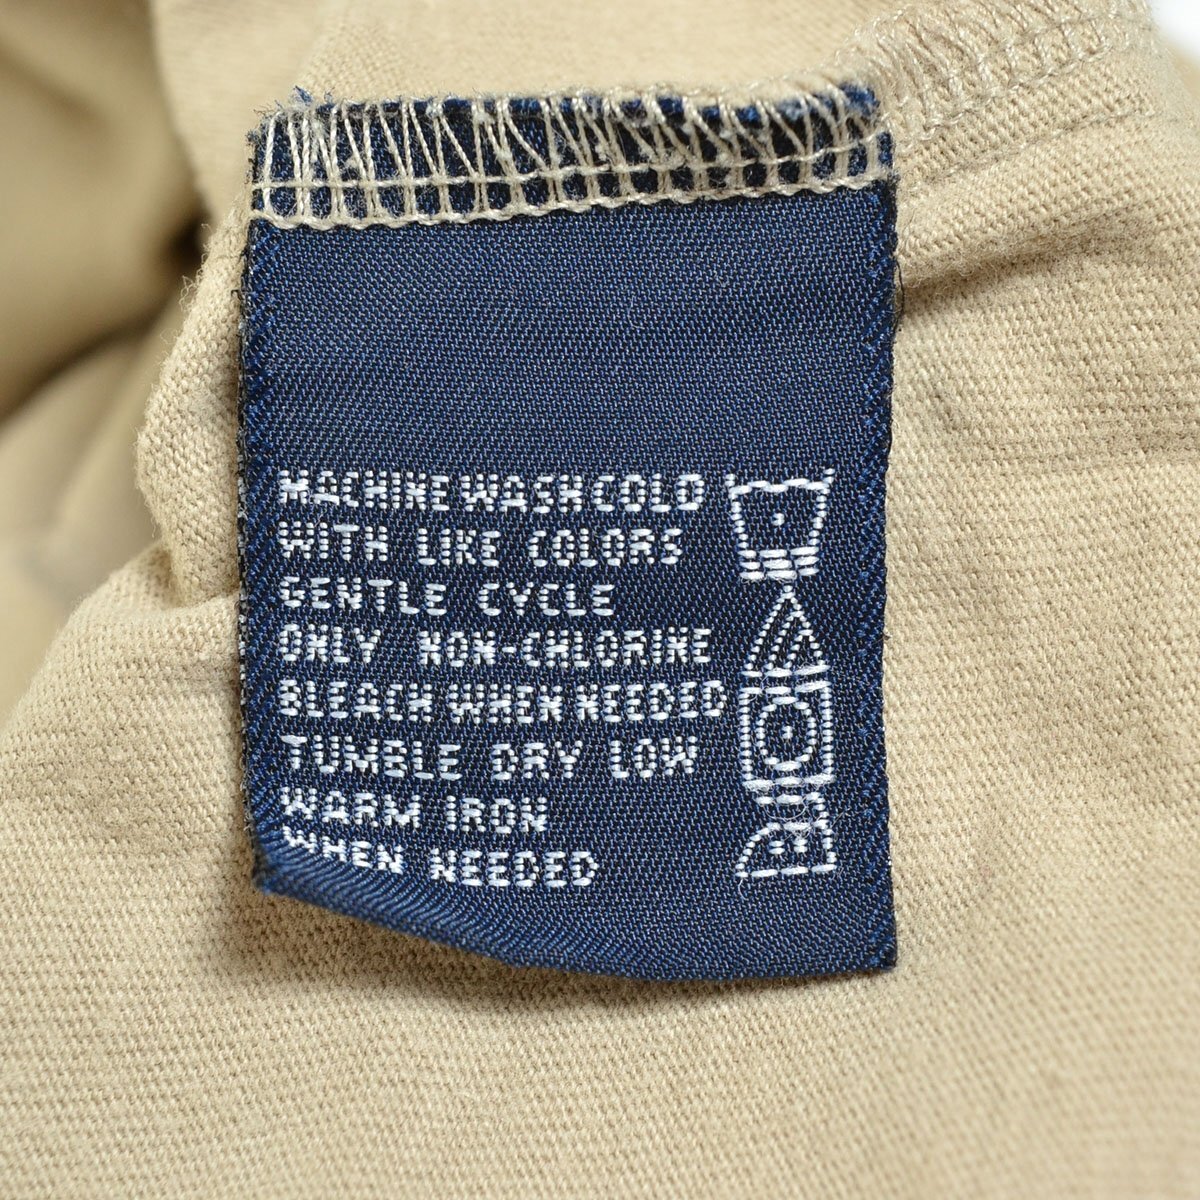 MACHINE WASH COLD
WITH LIKE COLORS
GENTLE CYCLE
ONLY NON-CHLORINE
BLEACH WHEN NEEDED
TUMBLE DRY LOW
WARM IRON
WHEN NEEDED